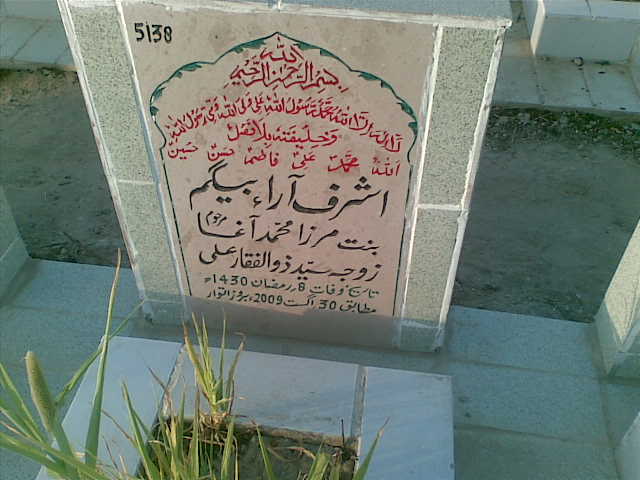 5138
اللہ
بسم الرحمن الرحیم
لا الہ الا اللہ محمد رسول اللہ علی ولی اللہ وصی رسول اللہ
و خلیفتہ بلا فصل
اللہ محمد علی فاطمہ حسن حسین
اشرف آراء بیگم
بنت مرزا محمد آغا مرحوم
زوجہ سید ذوالفقار علی
تاریخ وفات 8 رمضان 1430ھ
مطابق 30 اگست 2009ء بروز اتوار